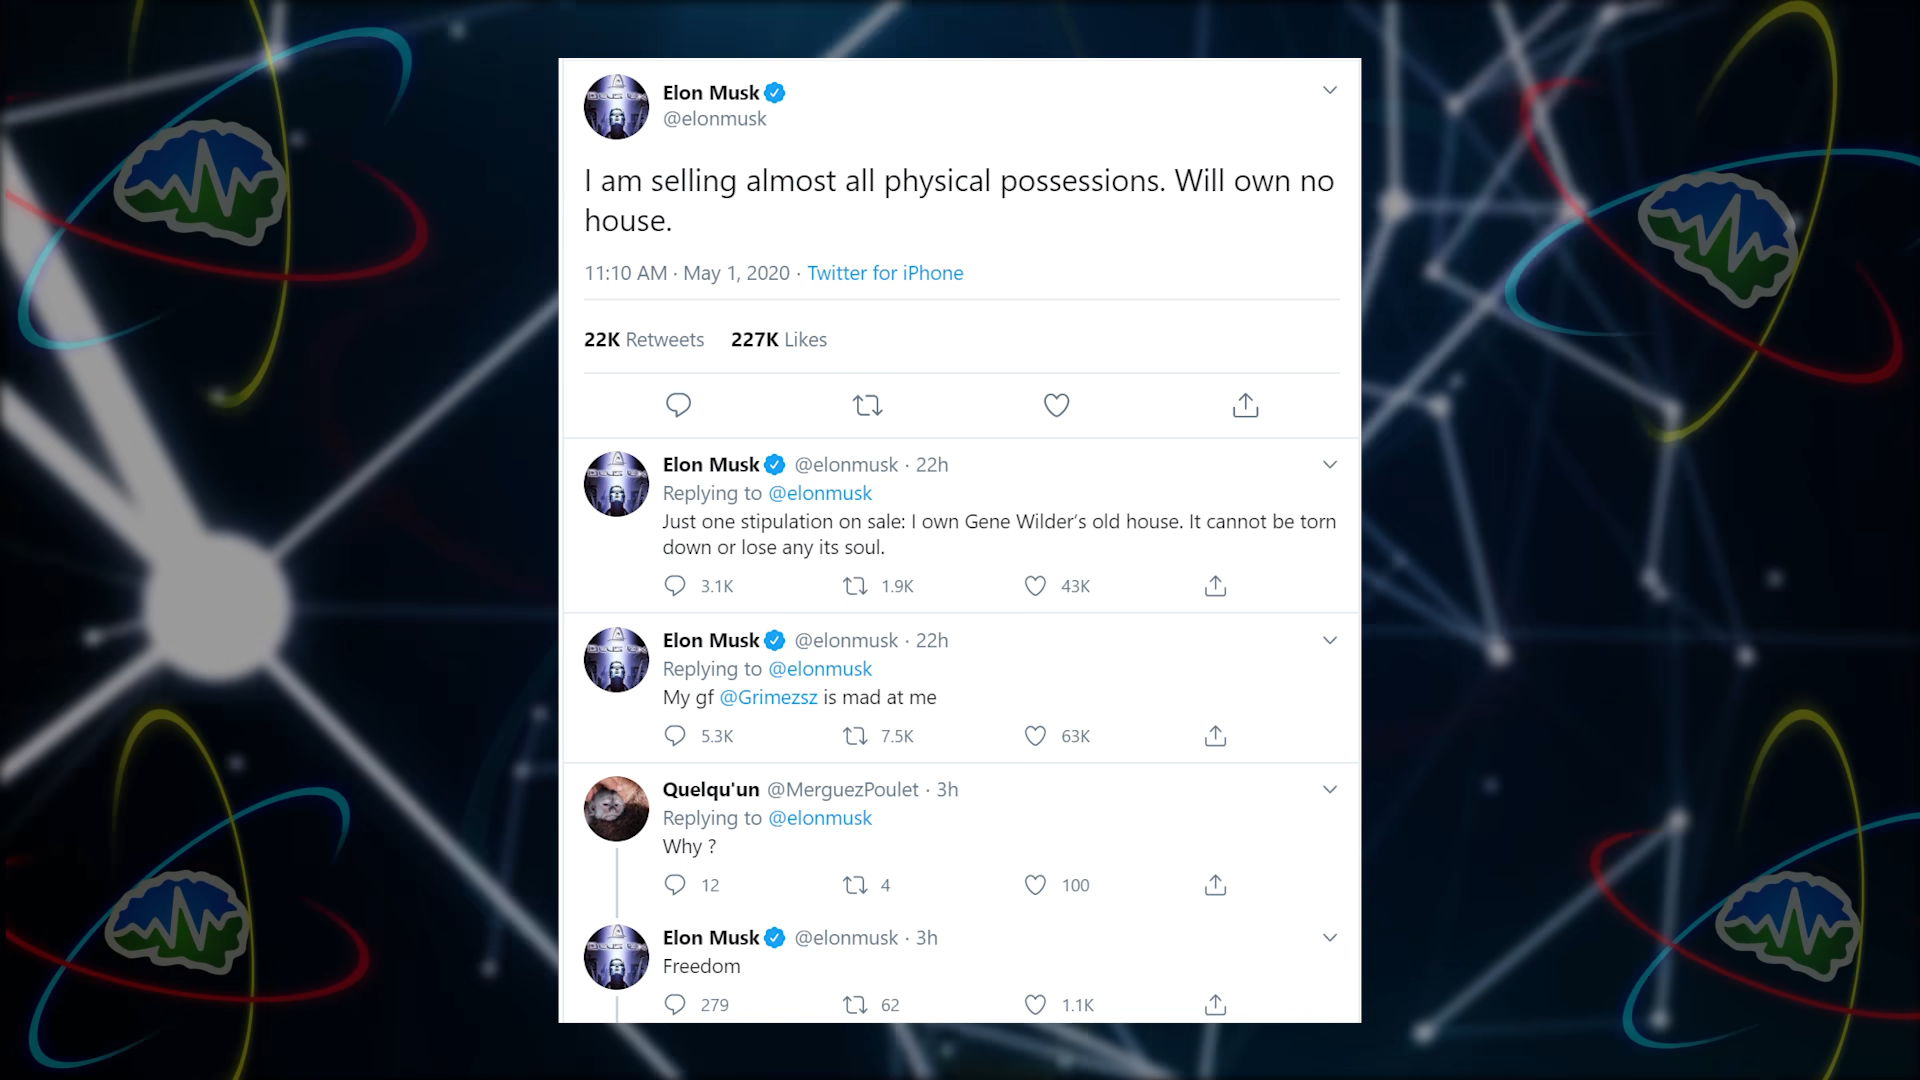 Elon Musk
@elonmusk
I am selling almost all physical possessions. Will own no
house.
11:10 AM · May 1, 2020 · Twitter for iPhone
22K Retweets 227K Likes
Elon Musk @elonmusk · 22h
Replying to @elonmusk
Just one stipulation on sale: I own Gene Wilder’s old house. It cannot be torn
down or lose any its soul.
3.1K 1.9K 43K
Elon Musk @elonmusk · 22h
Replying to @elonmusk
My gf @Grimezsz is mad at me
5.3K 7.5K 63K
Quelqu'un @MerguezPoulet · 3h
Replying to @elonmusk
Why ?
12 4 100
Elon Musk @elonmusk · 3h
Freedom
279 62 1.1K